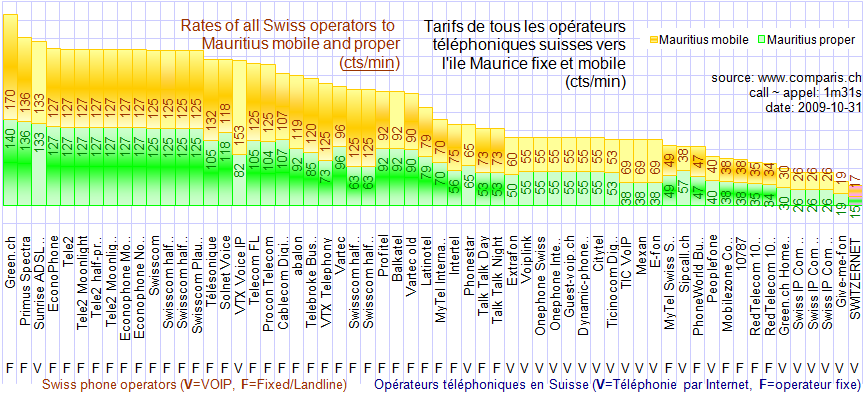 Rates of all Swiss operators to
Mauritius mobile and proper
(cts/min)
Tarifs de tous les opérateurs
téléphoniques suisses vers
l'ile Maurice fixe et mobile
(cts/min)
Mauritius mobile
Mauritius proper
source: www.comparis.ch
call ~ appel: 1m31s
date: 2009-10-31
170 136 133 127 127 127 127 127 127 127 125 125 125 125 132 118 153 125 125 107 119 120 125 96 125 125 92 92 90 79 70 75 65 73 73 60 55 55 55 55 55 55 53 69 69 69 49 38 47 40 38 38 35 34 30 26 26 26 19 17
140 136 133 127 127 127 127 127 127 127 125 125 125 125 105 118 82 105 104 107 92 85 73 96 63 63 92 92 90 79 70 56 65 53 53 50 55 55 55 55 55 55 53 38 38 38 49 57 47 40 38 38 35 34 30 26 26 26 19 15
Green.ch
Primus Spectra
Sunrise ADSL..
EconoPhone
Tele2
Tele2 Moonlight
Tele2 half-pr..
Tele2 Moonlig..
Econophone Mo..
Econophone No..
Swisscom
Swisscom half..
Swisscom half..
Swisscom Plau..
Télésonique
Solnet Voice
VTX Voice IP
Telecom FL
Procon Telecom
Cablecom Digi..
abalon
Telebroke Bus..
VTX Telephony
Vartec
Swisscom half..
Swisscom half..
Profitel
Balkatel
Vartec old
Latinotel
MyTel Interna..
Intertel
Phonestar
Talk Talk Day
Talk Talk Night
Extrafon
Voipilink
Onephone Swiss
Onephone Inte..
Guest-voip.ch
Dynamic-phone..
Citytel
Ticinocom Dig..
TIC VoIP
Mexan
E-fon
MyTel Swiss S..
Sipcall.ch
PhoneWorld Bu..
Peoplefone
Mobilezone Co..
10787
RedTelecom 10..
RedTelecom 10..
Green.ch Home..
Swiss IP Com ..
Swiss IP Com ..
Swiss IP Com ..
Give-me-fon
SWITZERNET
F F V F F F F F F F F F F F F F V F F F F F F F F F F F F F F F V F F V V V V V V V V V V V F V F V F F F F V V V V V V
Swiss phone operators (V=VOIP, F=Fixed/Landline)
Opérateurs téléphoniques en Suisse (V=Téléphonie par Internet, F=operateur fixe)